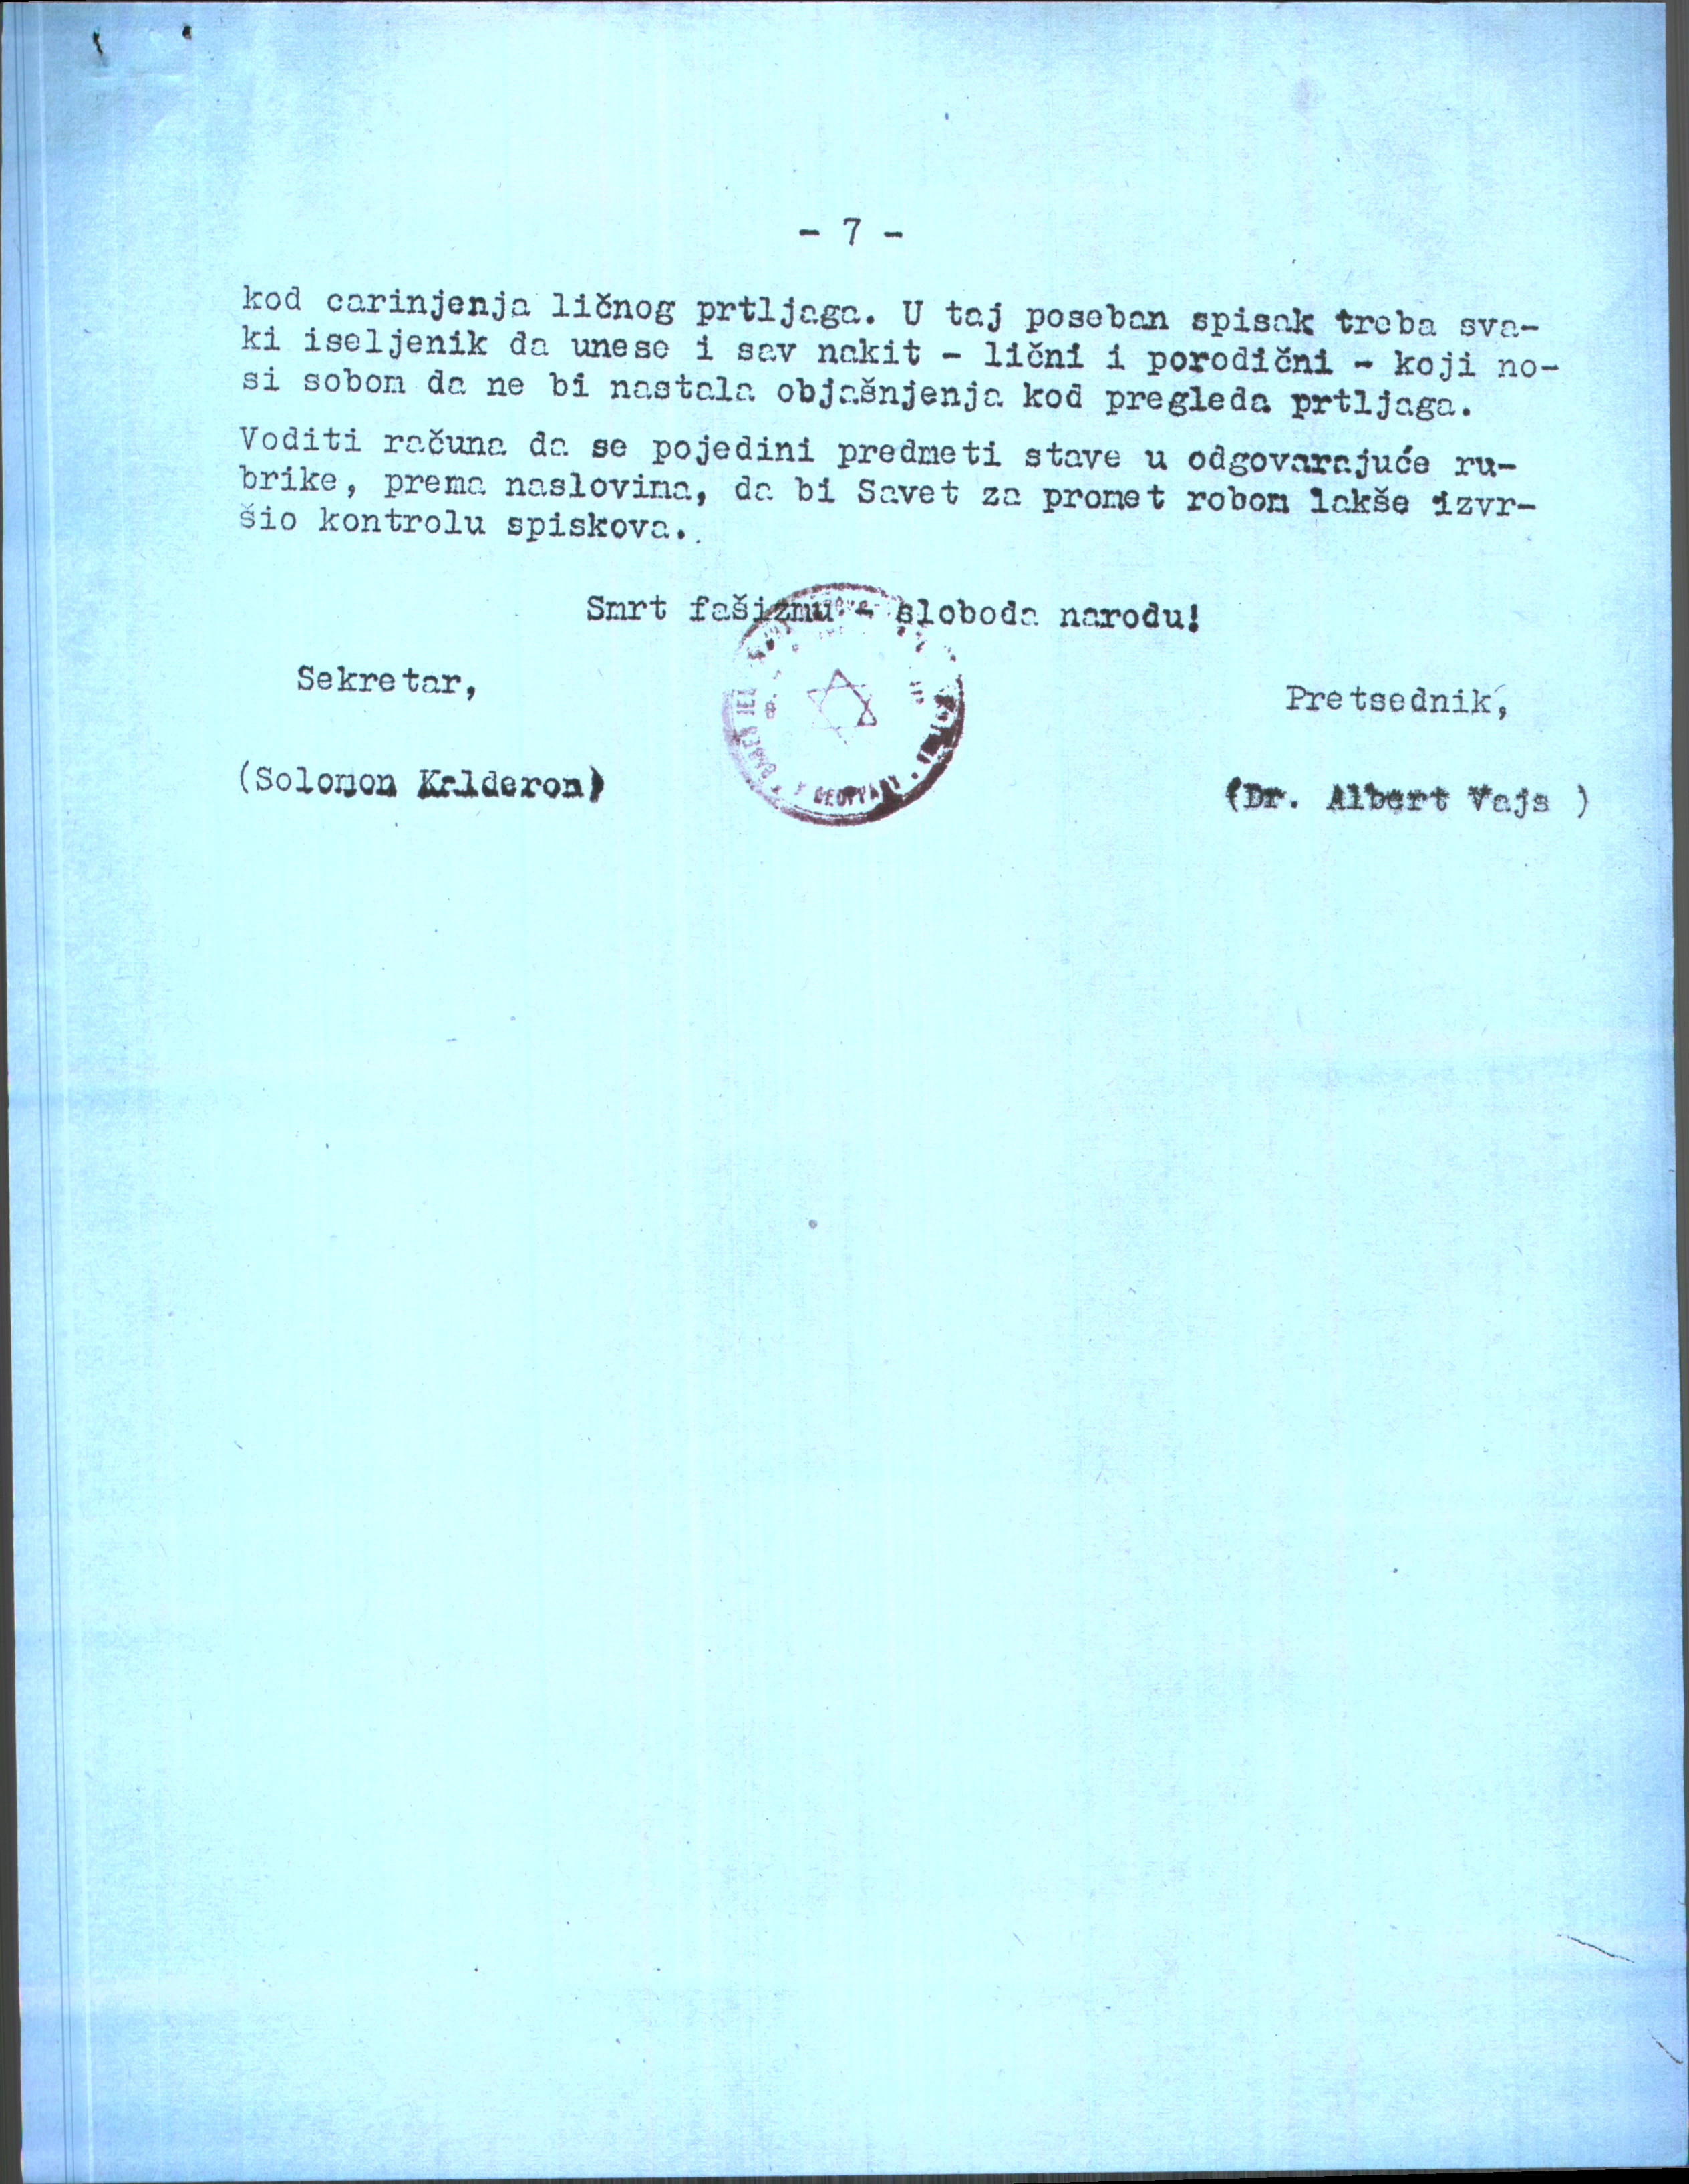 - 7 -
kod carinjenja ličnog prtljaga. U taj poseban spisak treba sva-
ki iseljenik da unese i sav nakit - lični i porodični - koji no-
si sobom da ne bi nastala objašnjenja kod pregleda prtljaga.
Voditi računa da se pojedini predmeti stave u odgovarajuće ru-
brike, prema naslovima, da bi Savet za promet robom lakše izvr-
šio kontrolu spiskova.
Smrt fašizmu - sloboda narodu!
Sekretar,
Pretsednik,
(Solomon Kalderon)
(Dr. Albert Vajs )
БЕОГРАД